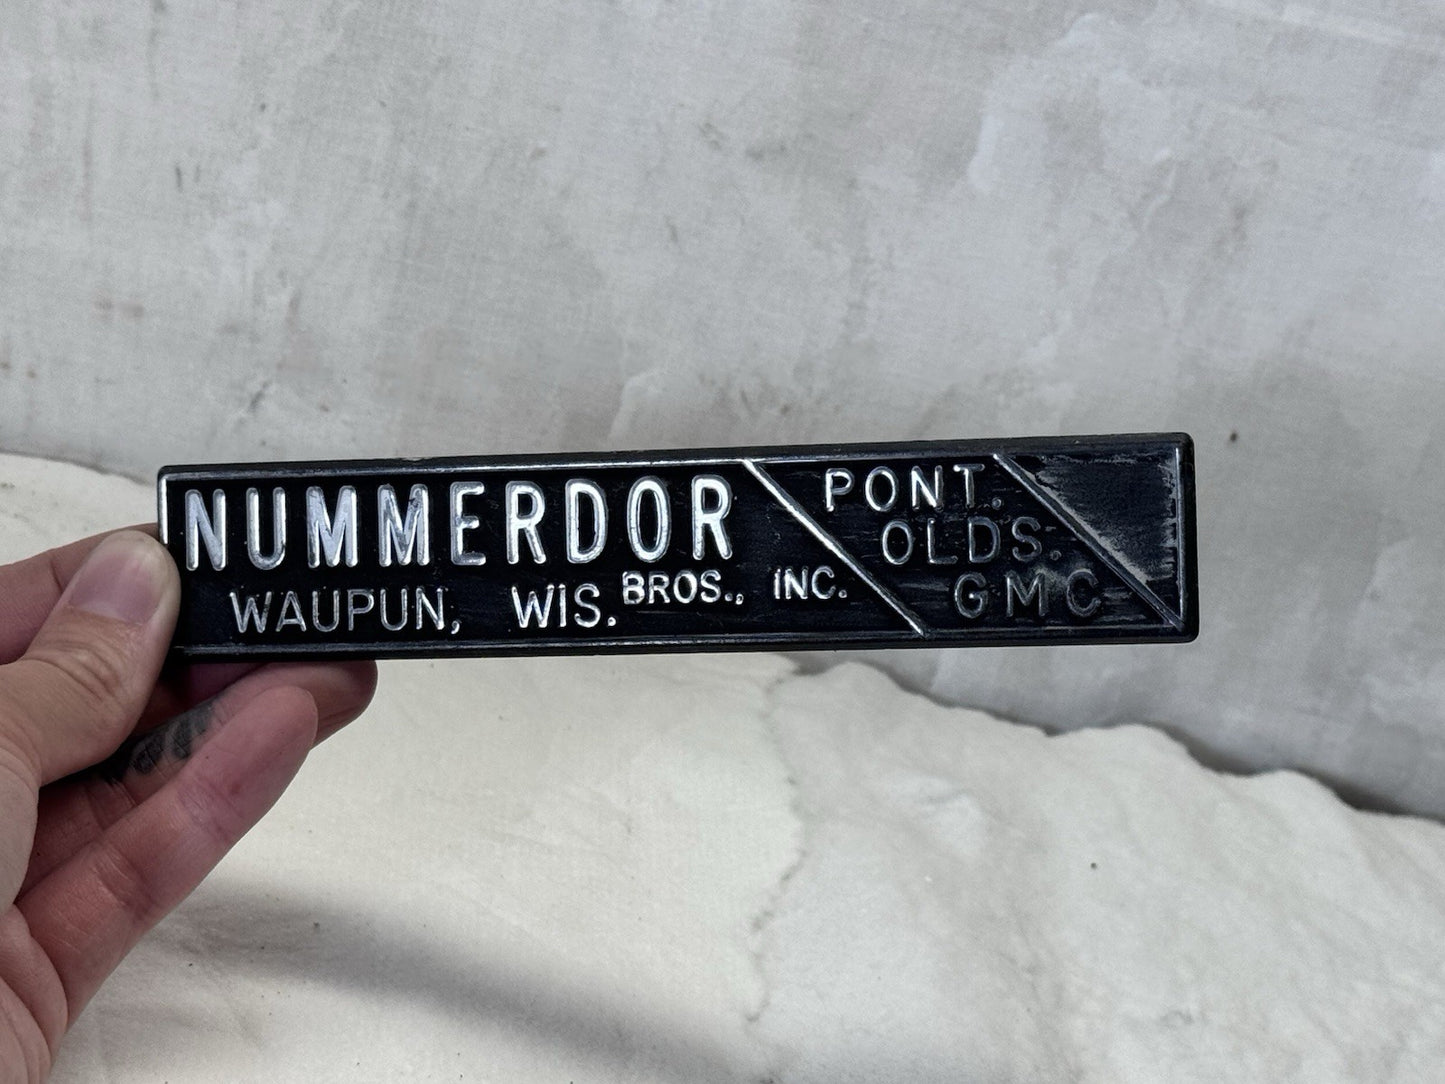 NUMMERDOR
BROS., INC.
WAUPUN, WIS.
PONT.
OLDS.
GMC